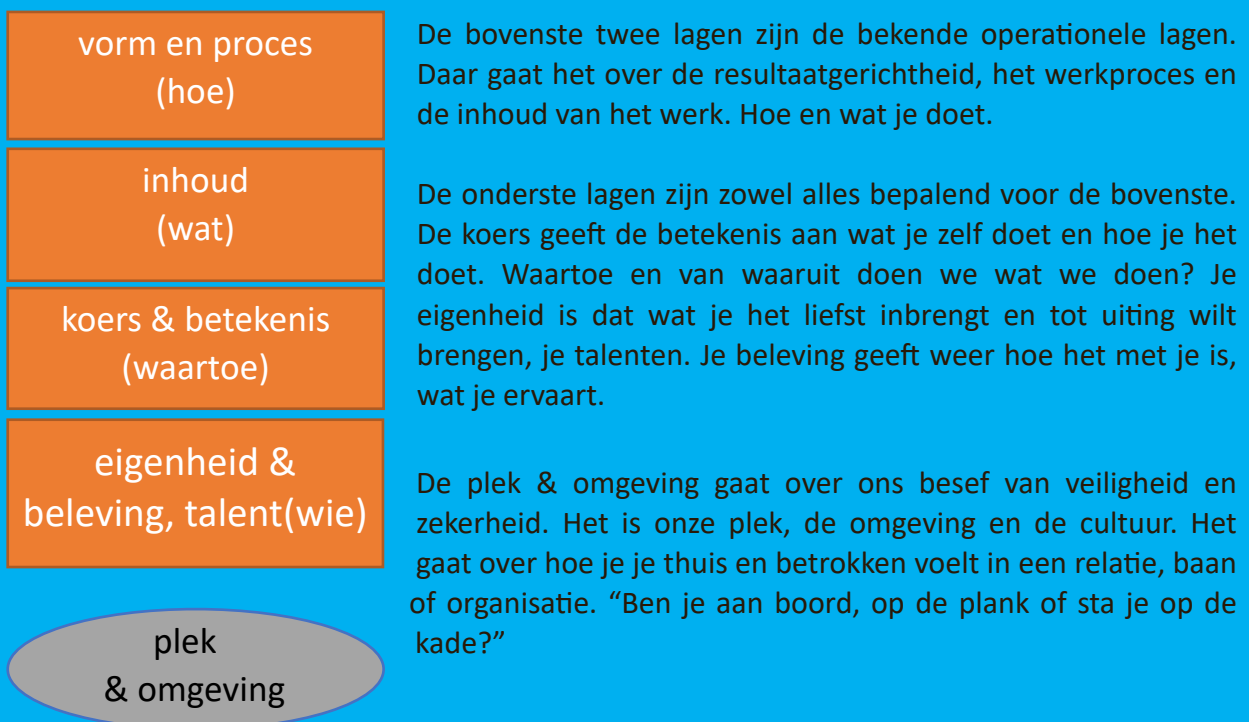 vorm en proces
(hoe)
De bovenste twee lagen zijn de bekende operationele lagen.
Daar gaat het over de resultaatgerichtheid, het werkproces en
de inhoud van het werk. Hoe en wat je doet.
inhoud
(wat)
De onderste lagen zijn zowel alles bepalend voor de bovenste.
De koers geeft de betekenis aan wat je zelf doet en hoe je het
doet. Waartoe en van waaruit doen we wat we doen? Je
eigenheid is dat wat je het liefst inbrengt en tot uiting wilt
brengen, je talenten. Je beleving geeft weer hoe het met je is,
wat je ervaart.
koers & betekenis
(waartoe)
eigenheid &
beleving, talent(wie)
De plek & omgeving gaat over ons besef van veiligheid en
zekerheid. Het is onze plek, de omgeving en de cultuur. Het
gaat over hoe je je thuis en betrokken voelt in een relatie, baan
of organisatie. “Ben je aan boord, op de plank of sta je op de
kade?”
plek
& omgeving